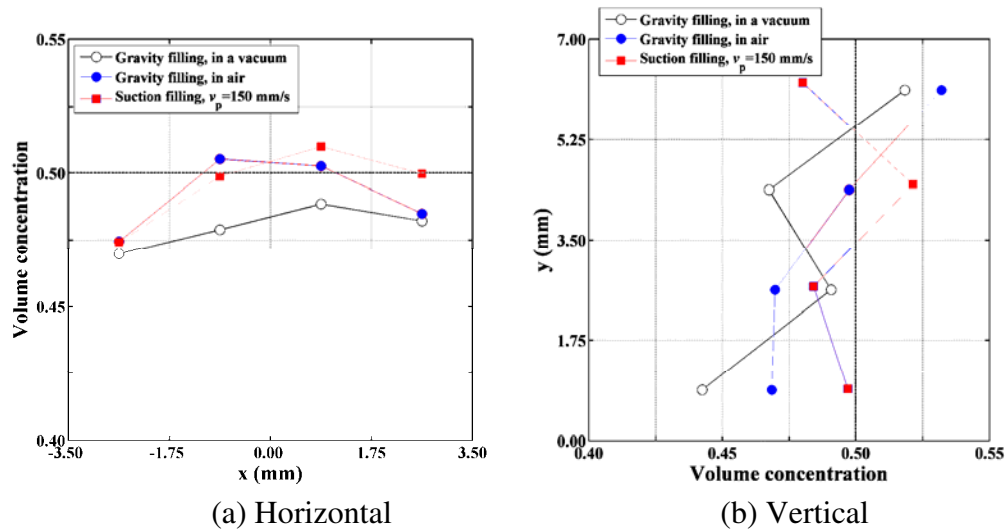 0.55
Gravity filling, in a vacuum
Gravity filling, in air
Suction filling, vp=150 mm/s
0.50
0.45
0.40
Volume concentration
-3.50
-1.75
0.00
1.75
3.50
x (mm)
(a) Horizontal
7.00
Gravity filling, in a vacuum
Gravity filling, in air
Suction filling, vp=150 mm/s
5.25
3.50
1.75
0.00
y (mm)
0.40
0.45
0.50
0.55
Volume concentration
(b) Vertical